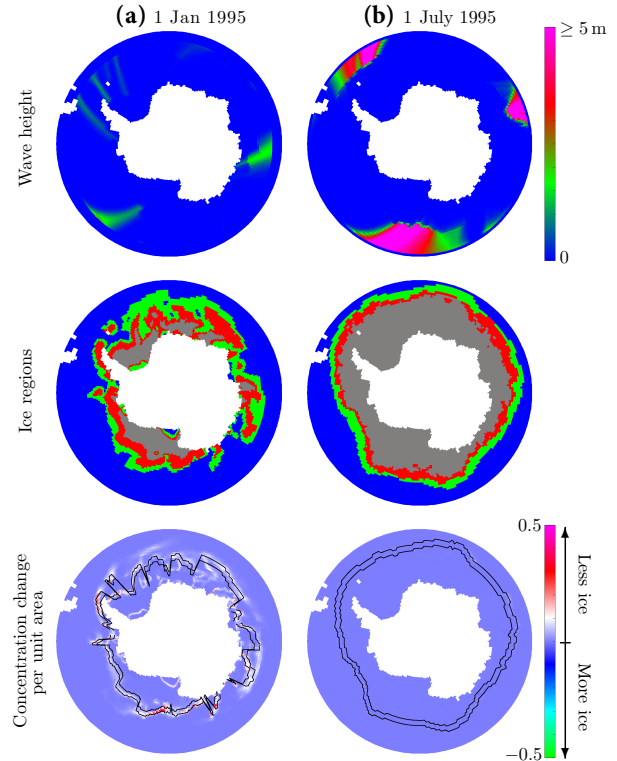 (a) 1 Jan 1995
(b) 1 July 1995
Wave height
≥ 5 m
0
Ice regions
Concentration change
per unit area
0.5
−0.5
Less ice
More ice